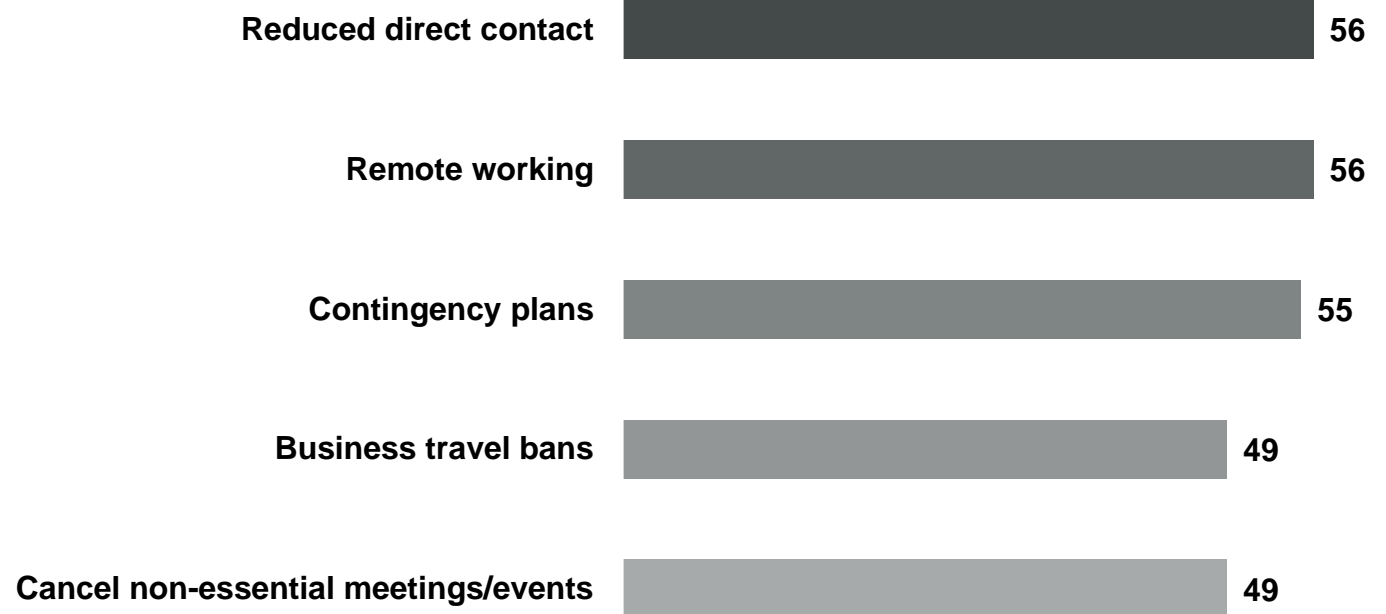 Reduced direct contact 56
Remote working 56
Contingency plans 55
Business travel bans 49
Cancel non-essential meetings/events 49